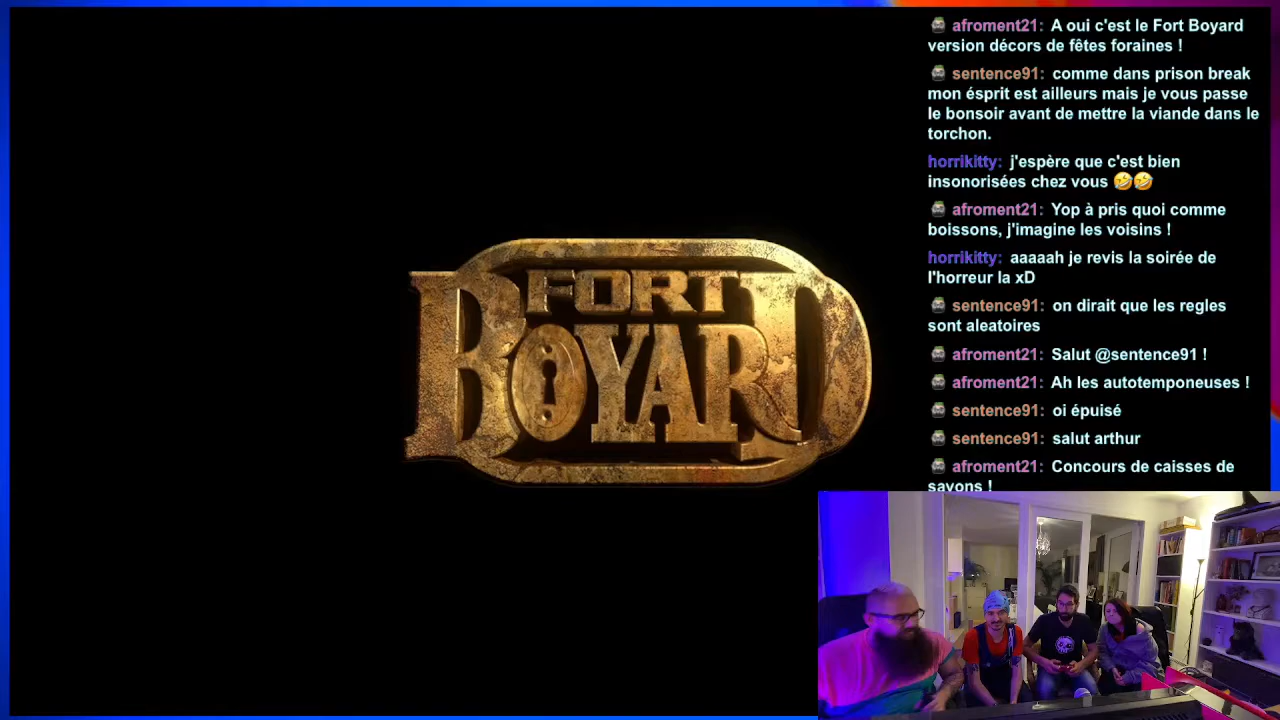 FORT
BOYARD
afroment21: A oui c'est le Fort Boyard
version décors de fêtes foraines !
sentence91: comme dans prison break
mon ésprit est ailleurs mais je vous passe
le bonsoir avant de mettre la viande dans le
torchon.
horrikitty: j'espère que c'est bien
insonorisées chez vous 🤣🤣
afroment21: Yop à pris quoi comme
boissons, j'imagine les voisins !
horrikitty: aaaaah je revis la soirée de
l'horreur la xD
sentence91: on dirait que les regles
sont aleatoires
afroment21: Salut @sentence91 !
afroment21: Ah les autotemponeuses !
sentence91: oi épuisé
sentence91: salut arthur
afroment21: Concours de caisses de
savons !